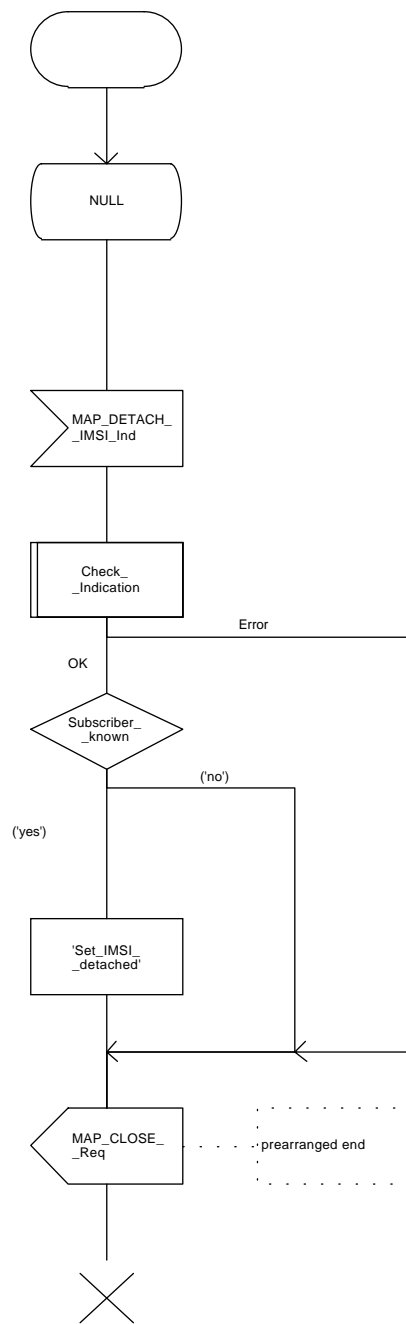 NULL
MAP_DETACH_
_IMSI_Ind
Check_
_Indication
Error
OK
Subscriber_
_known
('no')
('yes')
'Set_IMSI_
_detached'
MAP_CLOSE_
_Req
prearranged end